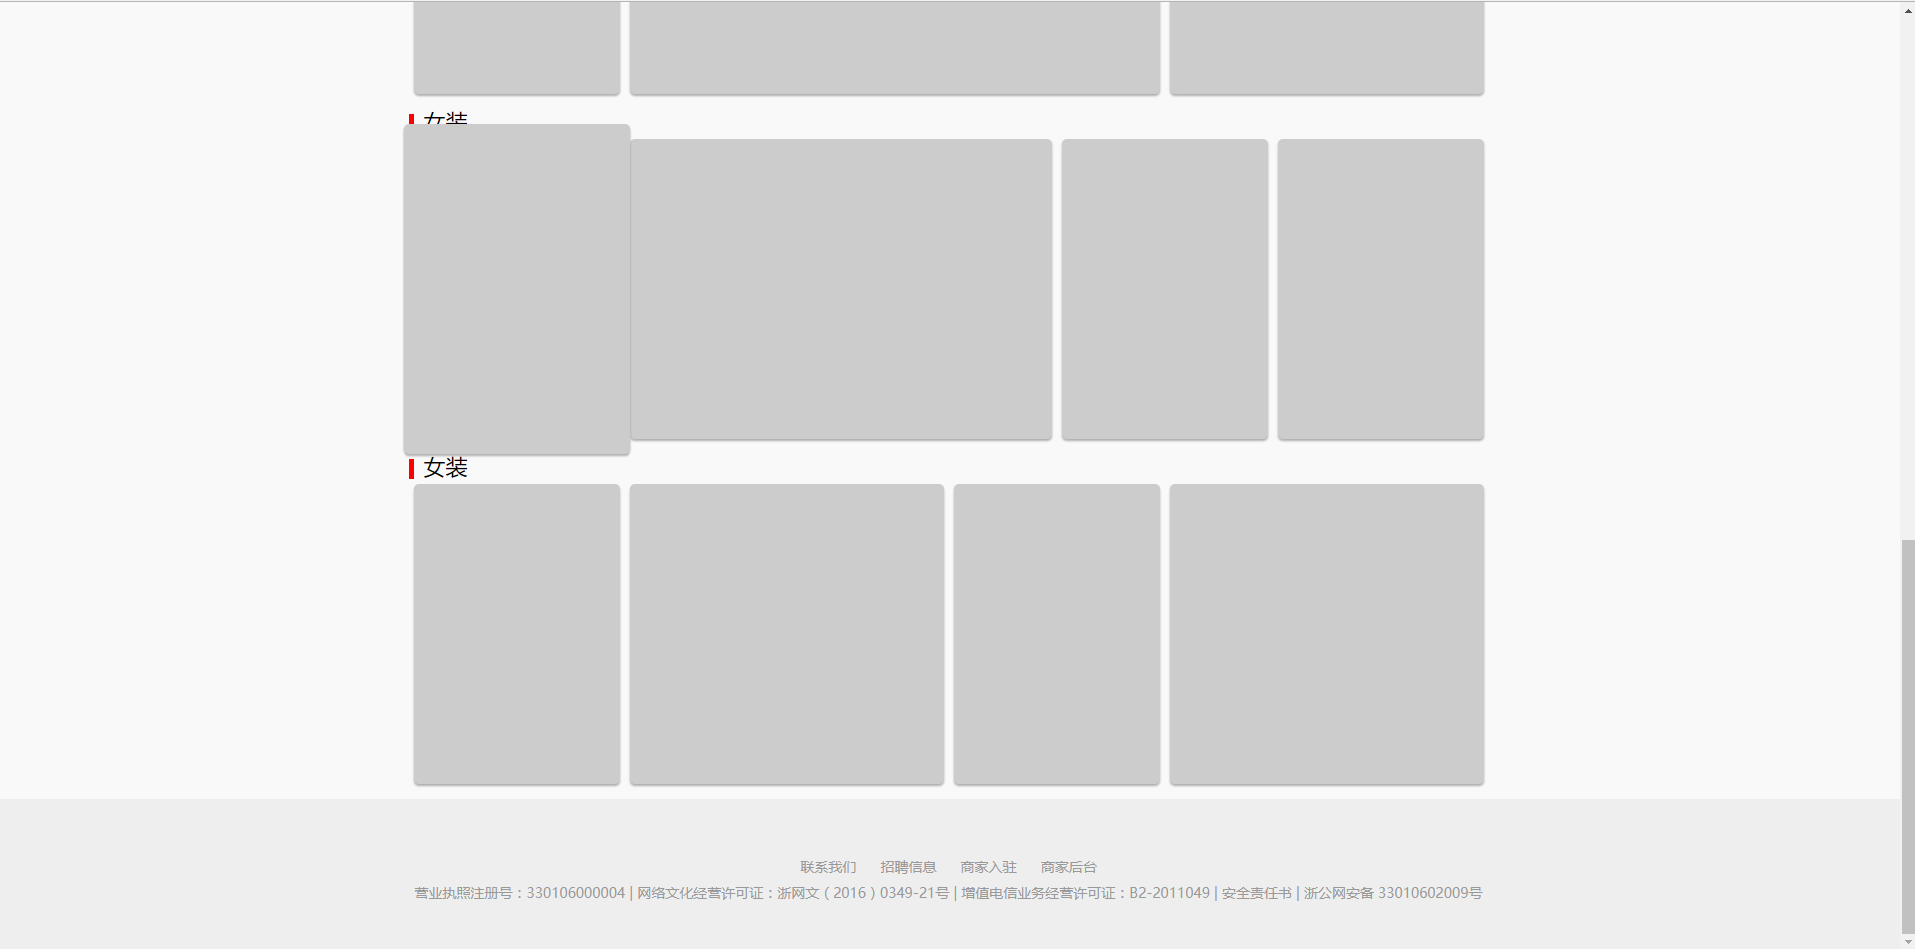 女装
女装
联系我们 招聘信息 商家入驻 商家后台
营业执照注册号：330106000004 | 网络文化经营许可证：浙网文（2016）0349-21号 | 增值电信业务经营许可证：B2-2011049 | 安全责任书 | 浙公网安备 33010602009号